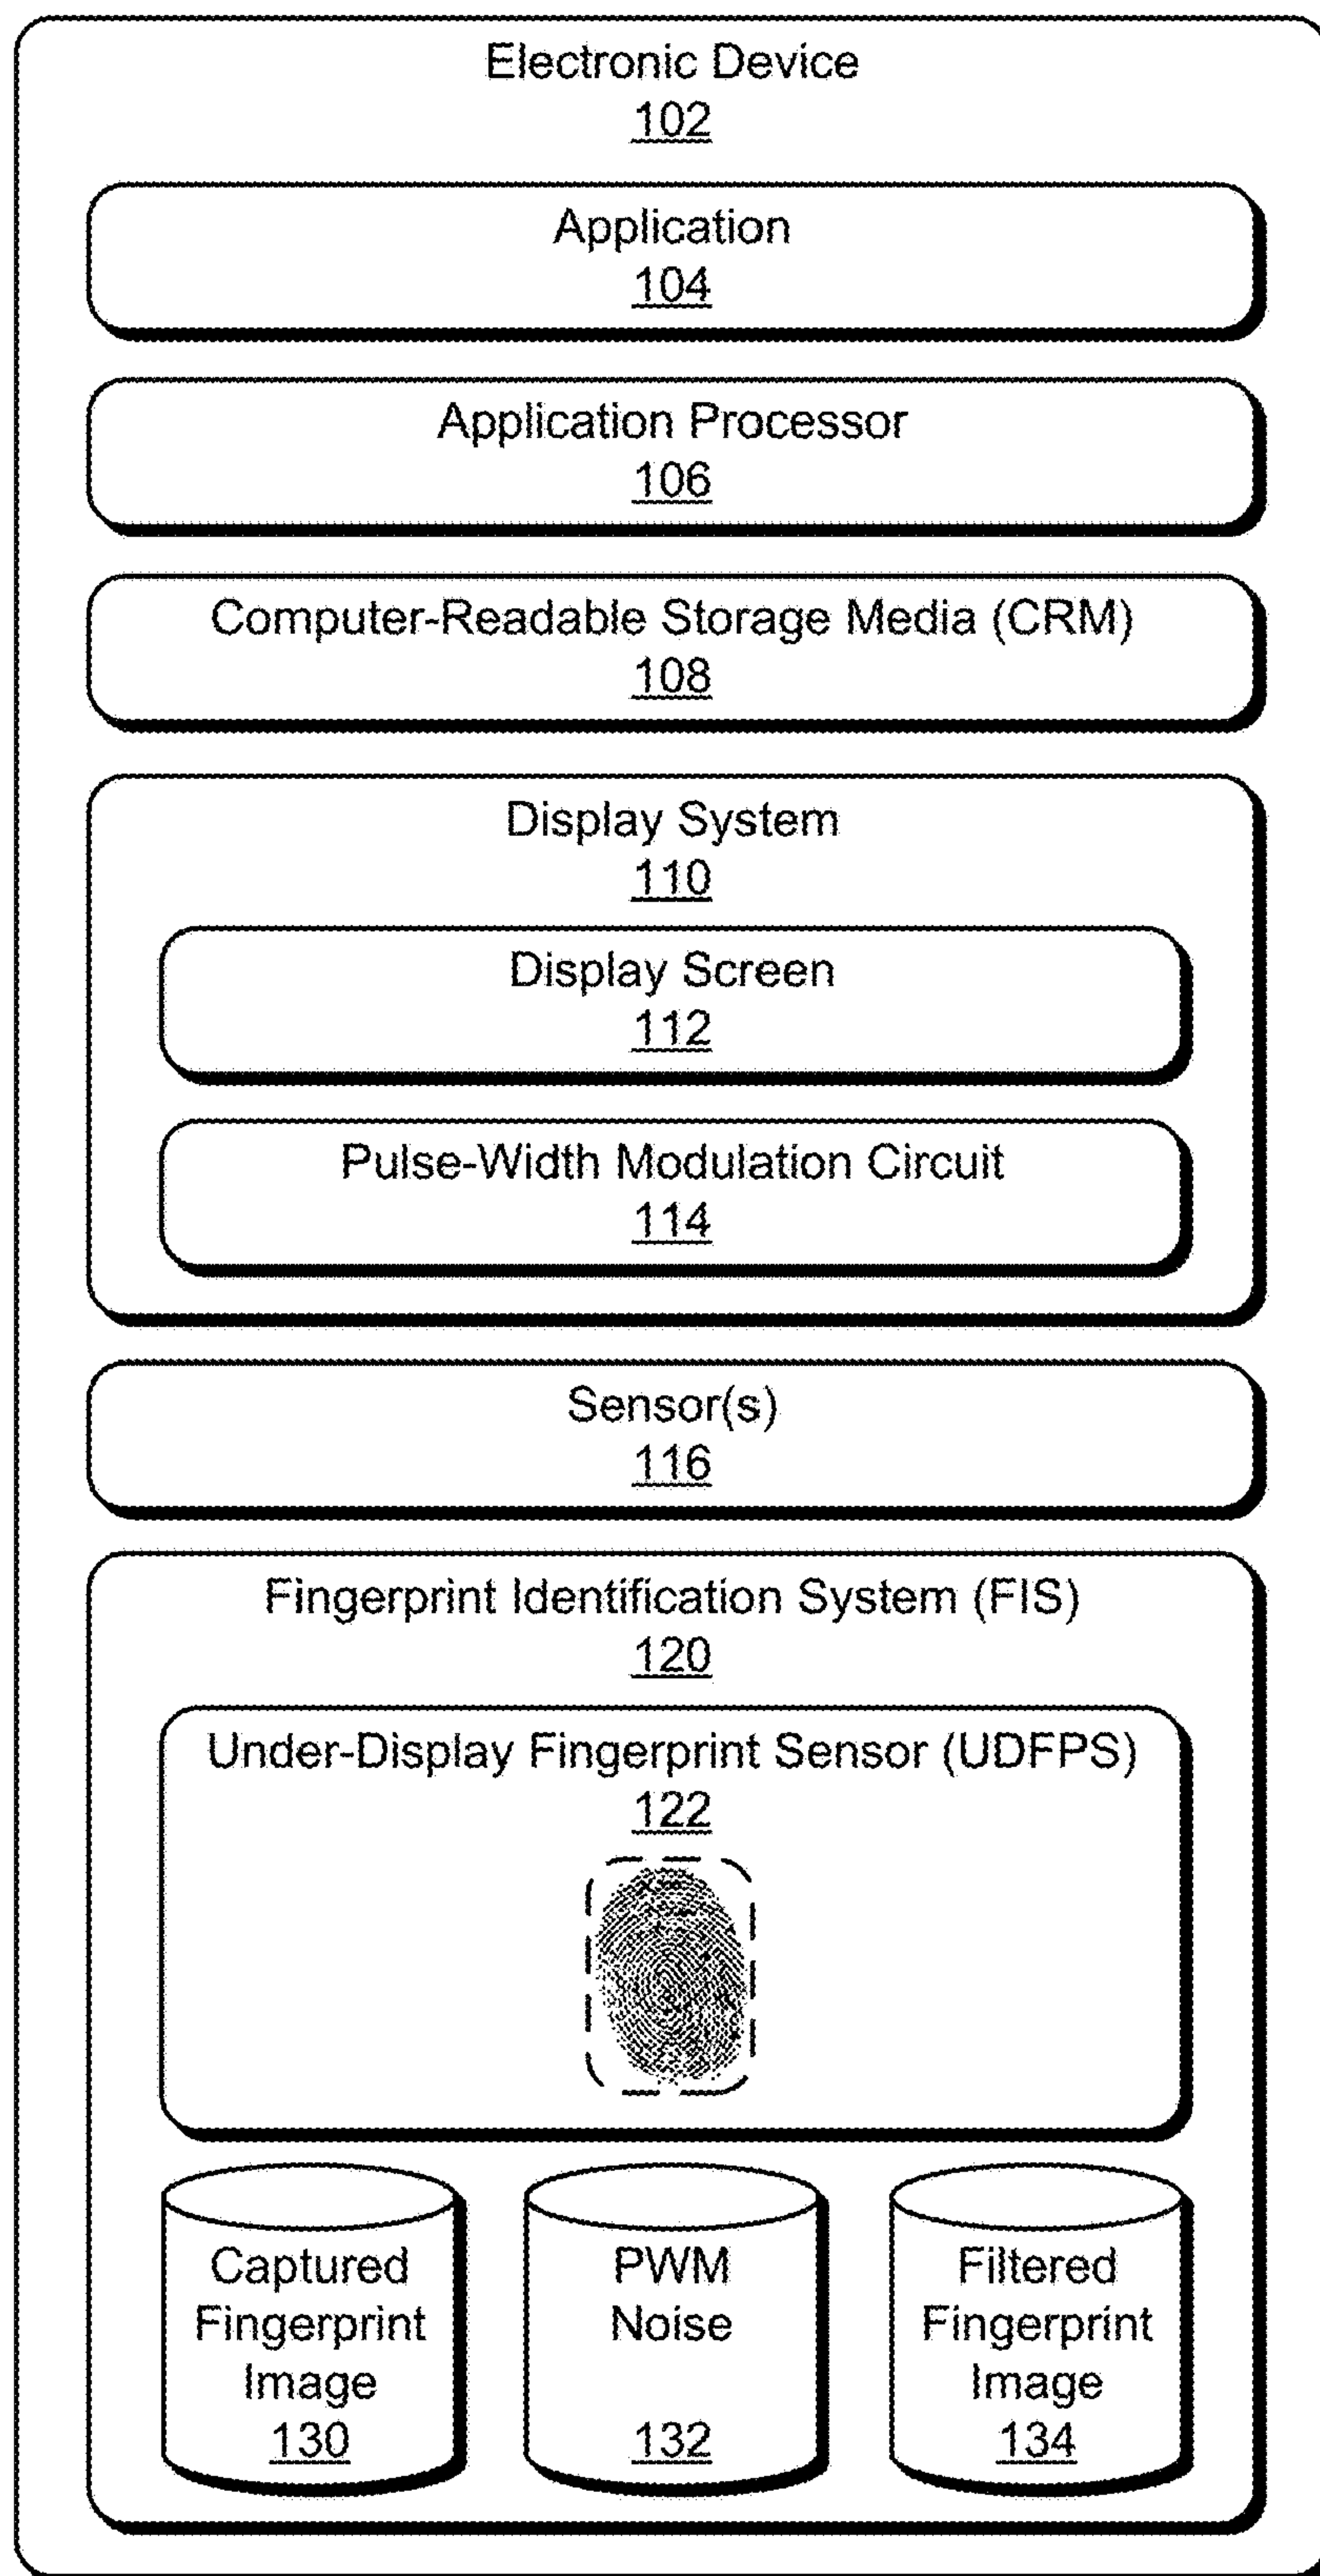 Electronic Device
102
Application
104
Application Processor
106
Computer-Readable Storage Media (CRM)
108
Display System
110
Display Screen
112
Pulse-Width Modulation Circuit
114
Sensor(s)
116
Fingerprint Identification System (FIS)
120
Under-Display Fingerprint Sensor (UDFPS)
122
Captured
Fingerprint
Image
130
PWM
Noise
132
Filtered
Fingerprint
Image
134